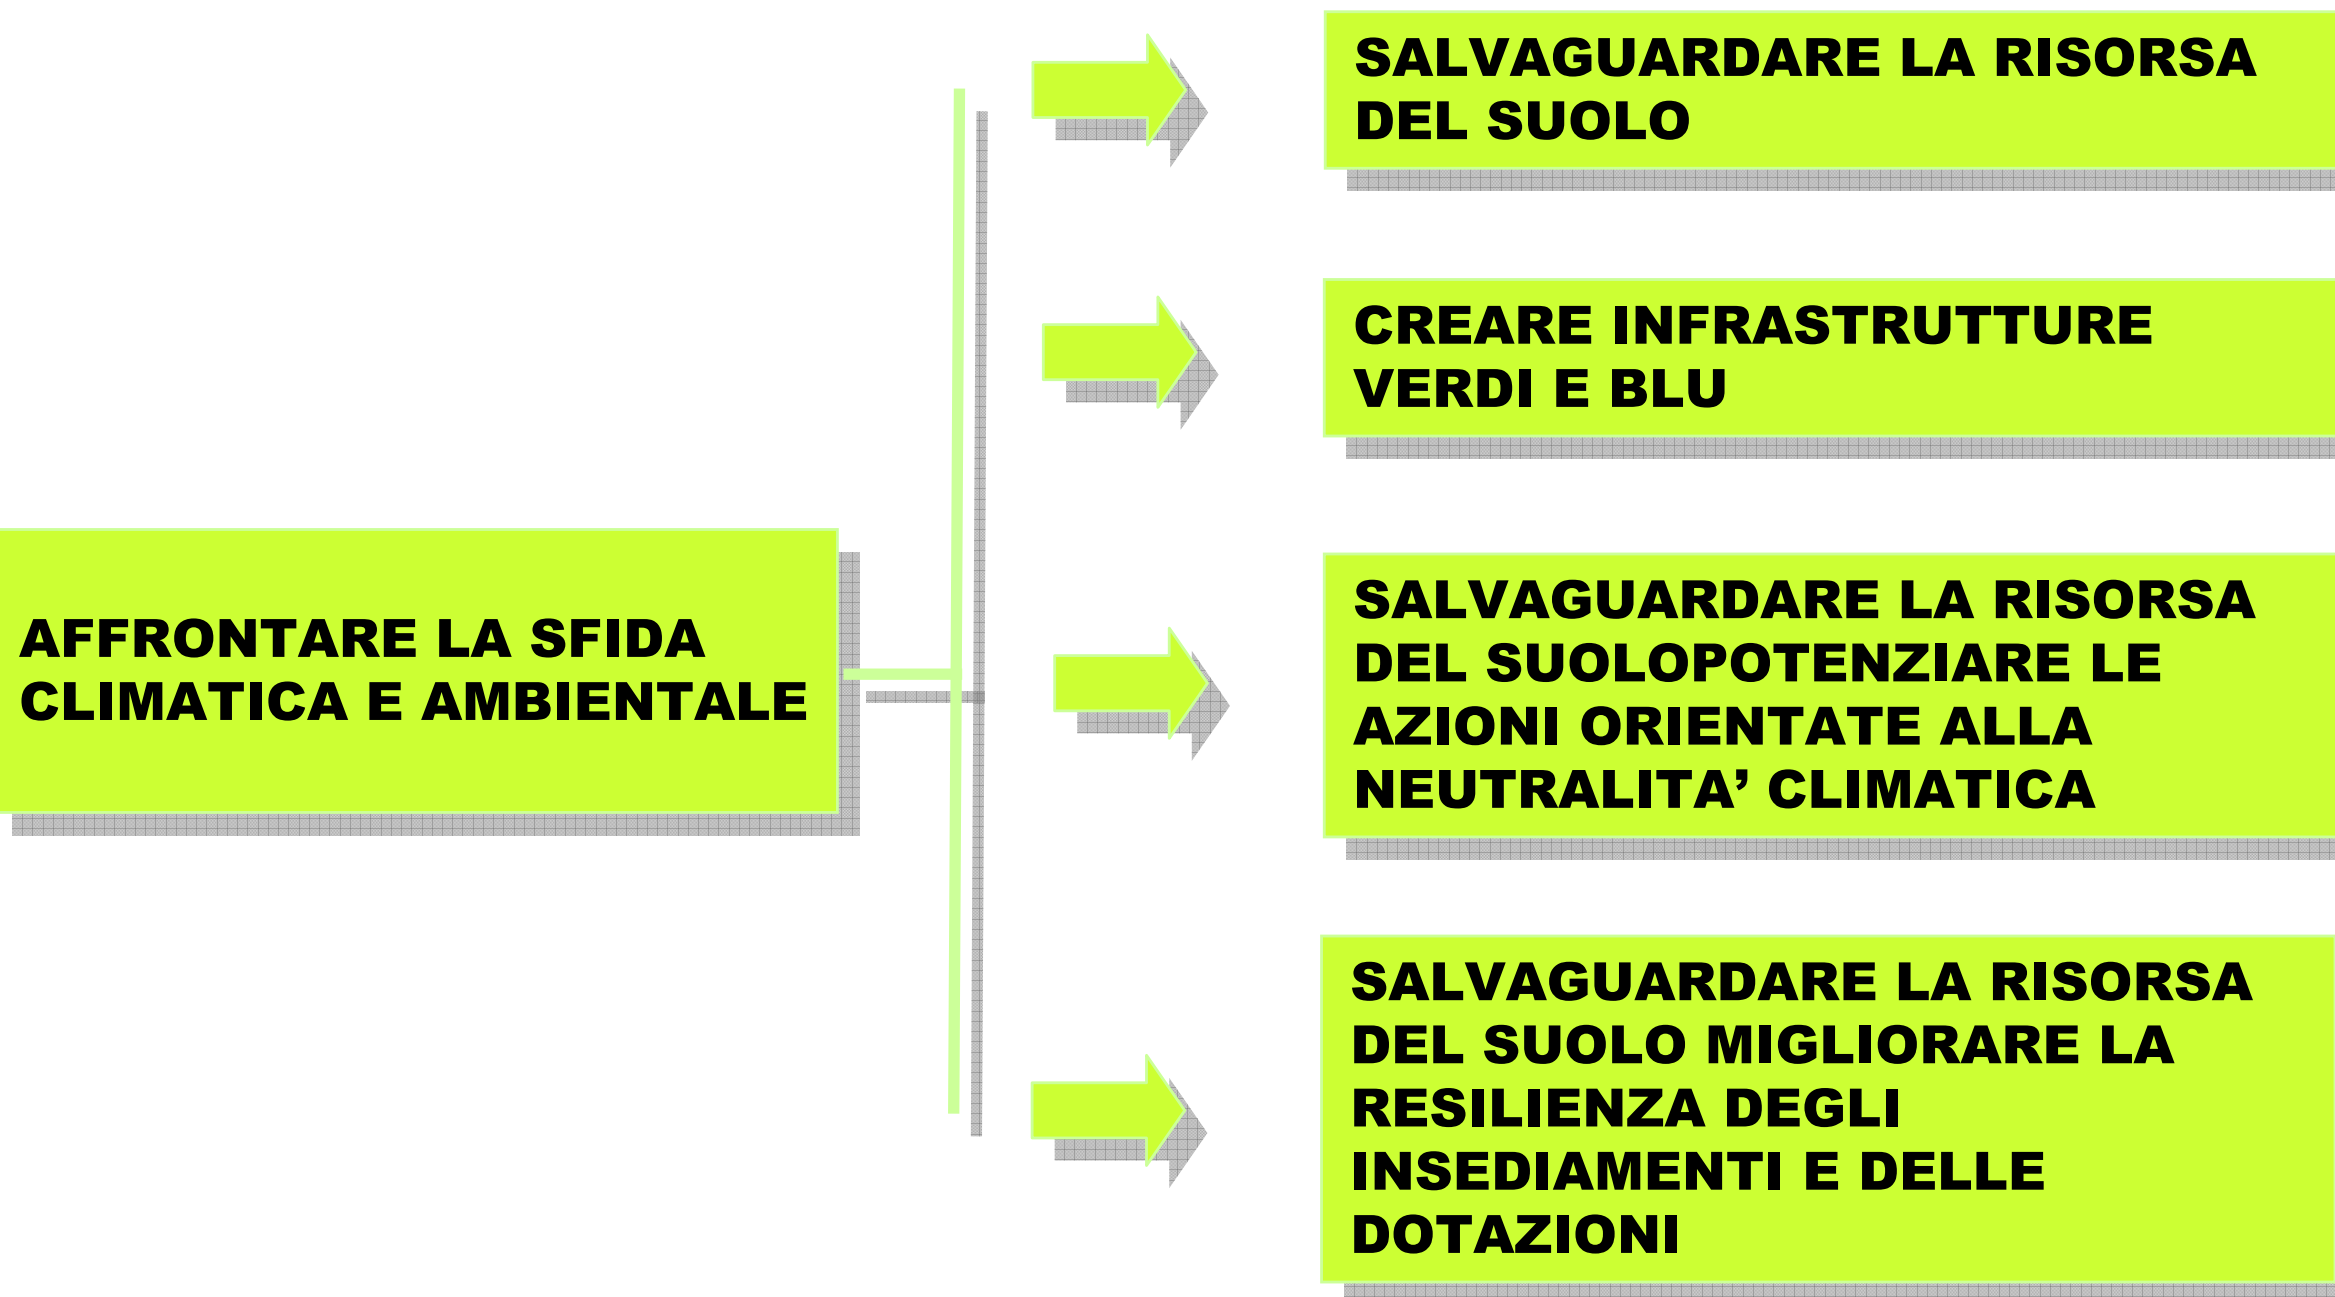 AFFRONTARE LA SFIDA
CLIMATICA E AMBIENTALE
SALVAGUARDARE LA RISORSA
DEL SUOLO
CREARE INFRASTRUTTURE
VERDI E BLU
SALVAGUARDARE LA RISORSA
DEL SUOLOPOTENZIARE LE
AZIONI ORIENTATE ALLA
NEUTRALITA’ CLIMATICA
SALVAGUARDARE LA RISORSA
DEL SUOLO MIGLIORARE LA
RESILIENZA DEGLI
INSEDIAMENTI E DELLE
DOTAZIONI